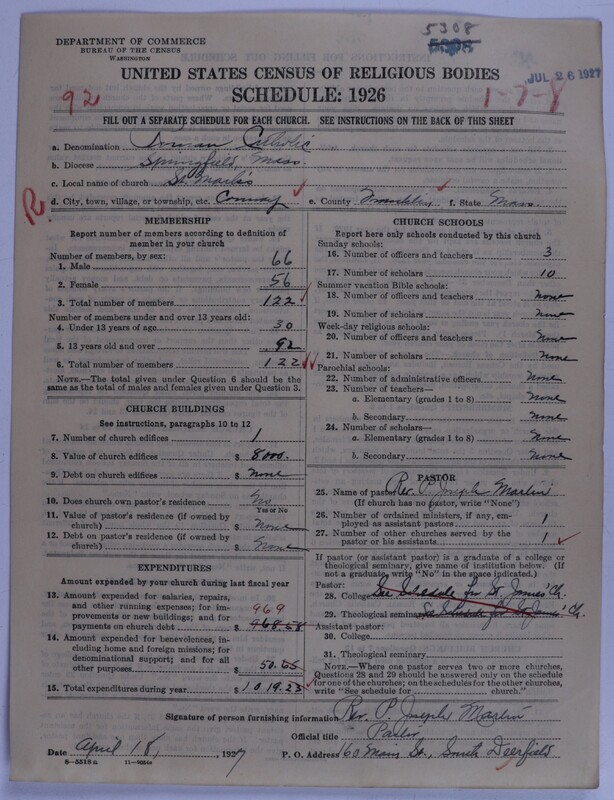 5308
5308
DEPARTMENT OF COMMERCE
BUREAU OF THE CENSUS
WASHINGTON
JUL 26 1927
UNITED STATES CENSUS OF RELIGIOUS BODIES
SCHEDULE: 1926
92
1-7-8
FILL OUT A SEPARATE SCHEDULE FOR EACH CHURCH. SEE INSTRUCTIONS ON THE BACK OF THIS SHEET
a. Denomination Roman Catholic
b. Diocese Springfield, Mass.
c. Local name of church St. Mark's
d. City, town, village, or township, etc. Conway e. County Franklin f. State Mass.
R
MEMBERSHIP
Report number of members according to definition of member in your church
Number of members, by sex:
1. Male 66
2. Female 56
3. Total number of members 122
Number of members under and over 13 years old:
4. Under 13 years of age 30
5. 13 years old and over 92
6. Total number of members 122
NOTE.—The total given under Question 6 should be the same as the total of males and females given under Question 3.
CHURCH BUILDINGS
See instructions, paragraphs 10 to 12
7. Number of church edifices 1
8. Value of church edifices $ 8000.
9. Debt on church edifices $ None
10. Does church own pastor's residence No
Yes or No
11. Value of pastor's residence (if owned by church) $ None
12. Debt on pastor's residence (if owned by church) $ None
EXPENDITURES
Amount expended by your church during last fiscal year
13. Amount expended for salaries, repairs, and other running expenses; for improvements on new buildings; and for payments on church debt $ 968.58
969
14. Amount expended for benevolences, including home and foreign missions; for denominational support; and for all other purposes $ 50.65
15. Total expenditures during year $ 1019.23
CHURCH SCHOOLS
Report here only schools conducted by this church
Sunday schools:
16. Number of officers and teachers 3
17. Number of scholars 10
Summer vacation Bible schools:
18. Number of officers and teachers None
19. Number of scholars None
Week-day religious schools:
20. Number of officers and teachers None
21. Number of scholars None
Parochial schools:
22. Number of administrative officers None
23. Number of teachers—
a. Elementary (grades 1 to 8) None
b. Secondary None
24. Number of scholars—
a. Elementary (grades 1 to 8) None
b. Secondary None
PASTOR
25. Name of pastor Rev. P. Joseph Martin
(If church has no pastor, write "None")
26. Number of ordained ministers, if any, employed as assistant pastors 1
27. Number of other churches served by the pastor or his assistants 1
If pastor (or assistant pastor) is a graduate of a college or theological seminary, give name of institution below. (If not a graduate, write "No" in the space indicated.)
Pastor:
28. College See Schedule for St. James' Ch.
29. Theological seminary See Schedule for St. James' Ch.
Assistant pastor:
30. College
31. Theological seminary
NOTE.—Where one pastor serves two or more churches, Questions 28 and 29 should be answered only on the schedule for one of the churches; on the schedules for the other churches, write "See schedule for church."
Signature of person furnishing information Rev. P. Joseph Martin
Official title Pastor
Date April 18, 1927 P. O. Address 160 Main St., South Deerfield
8—5518a 11—9058